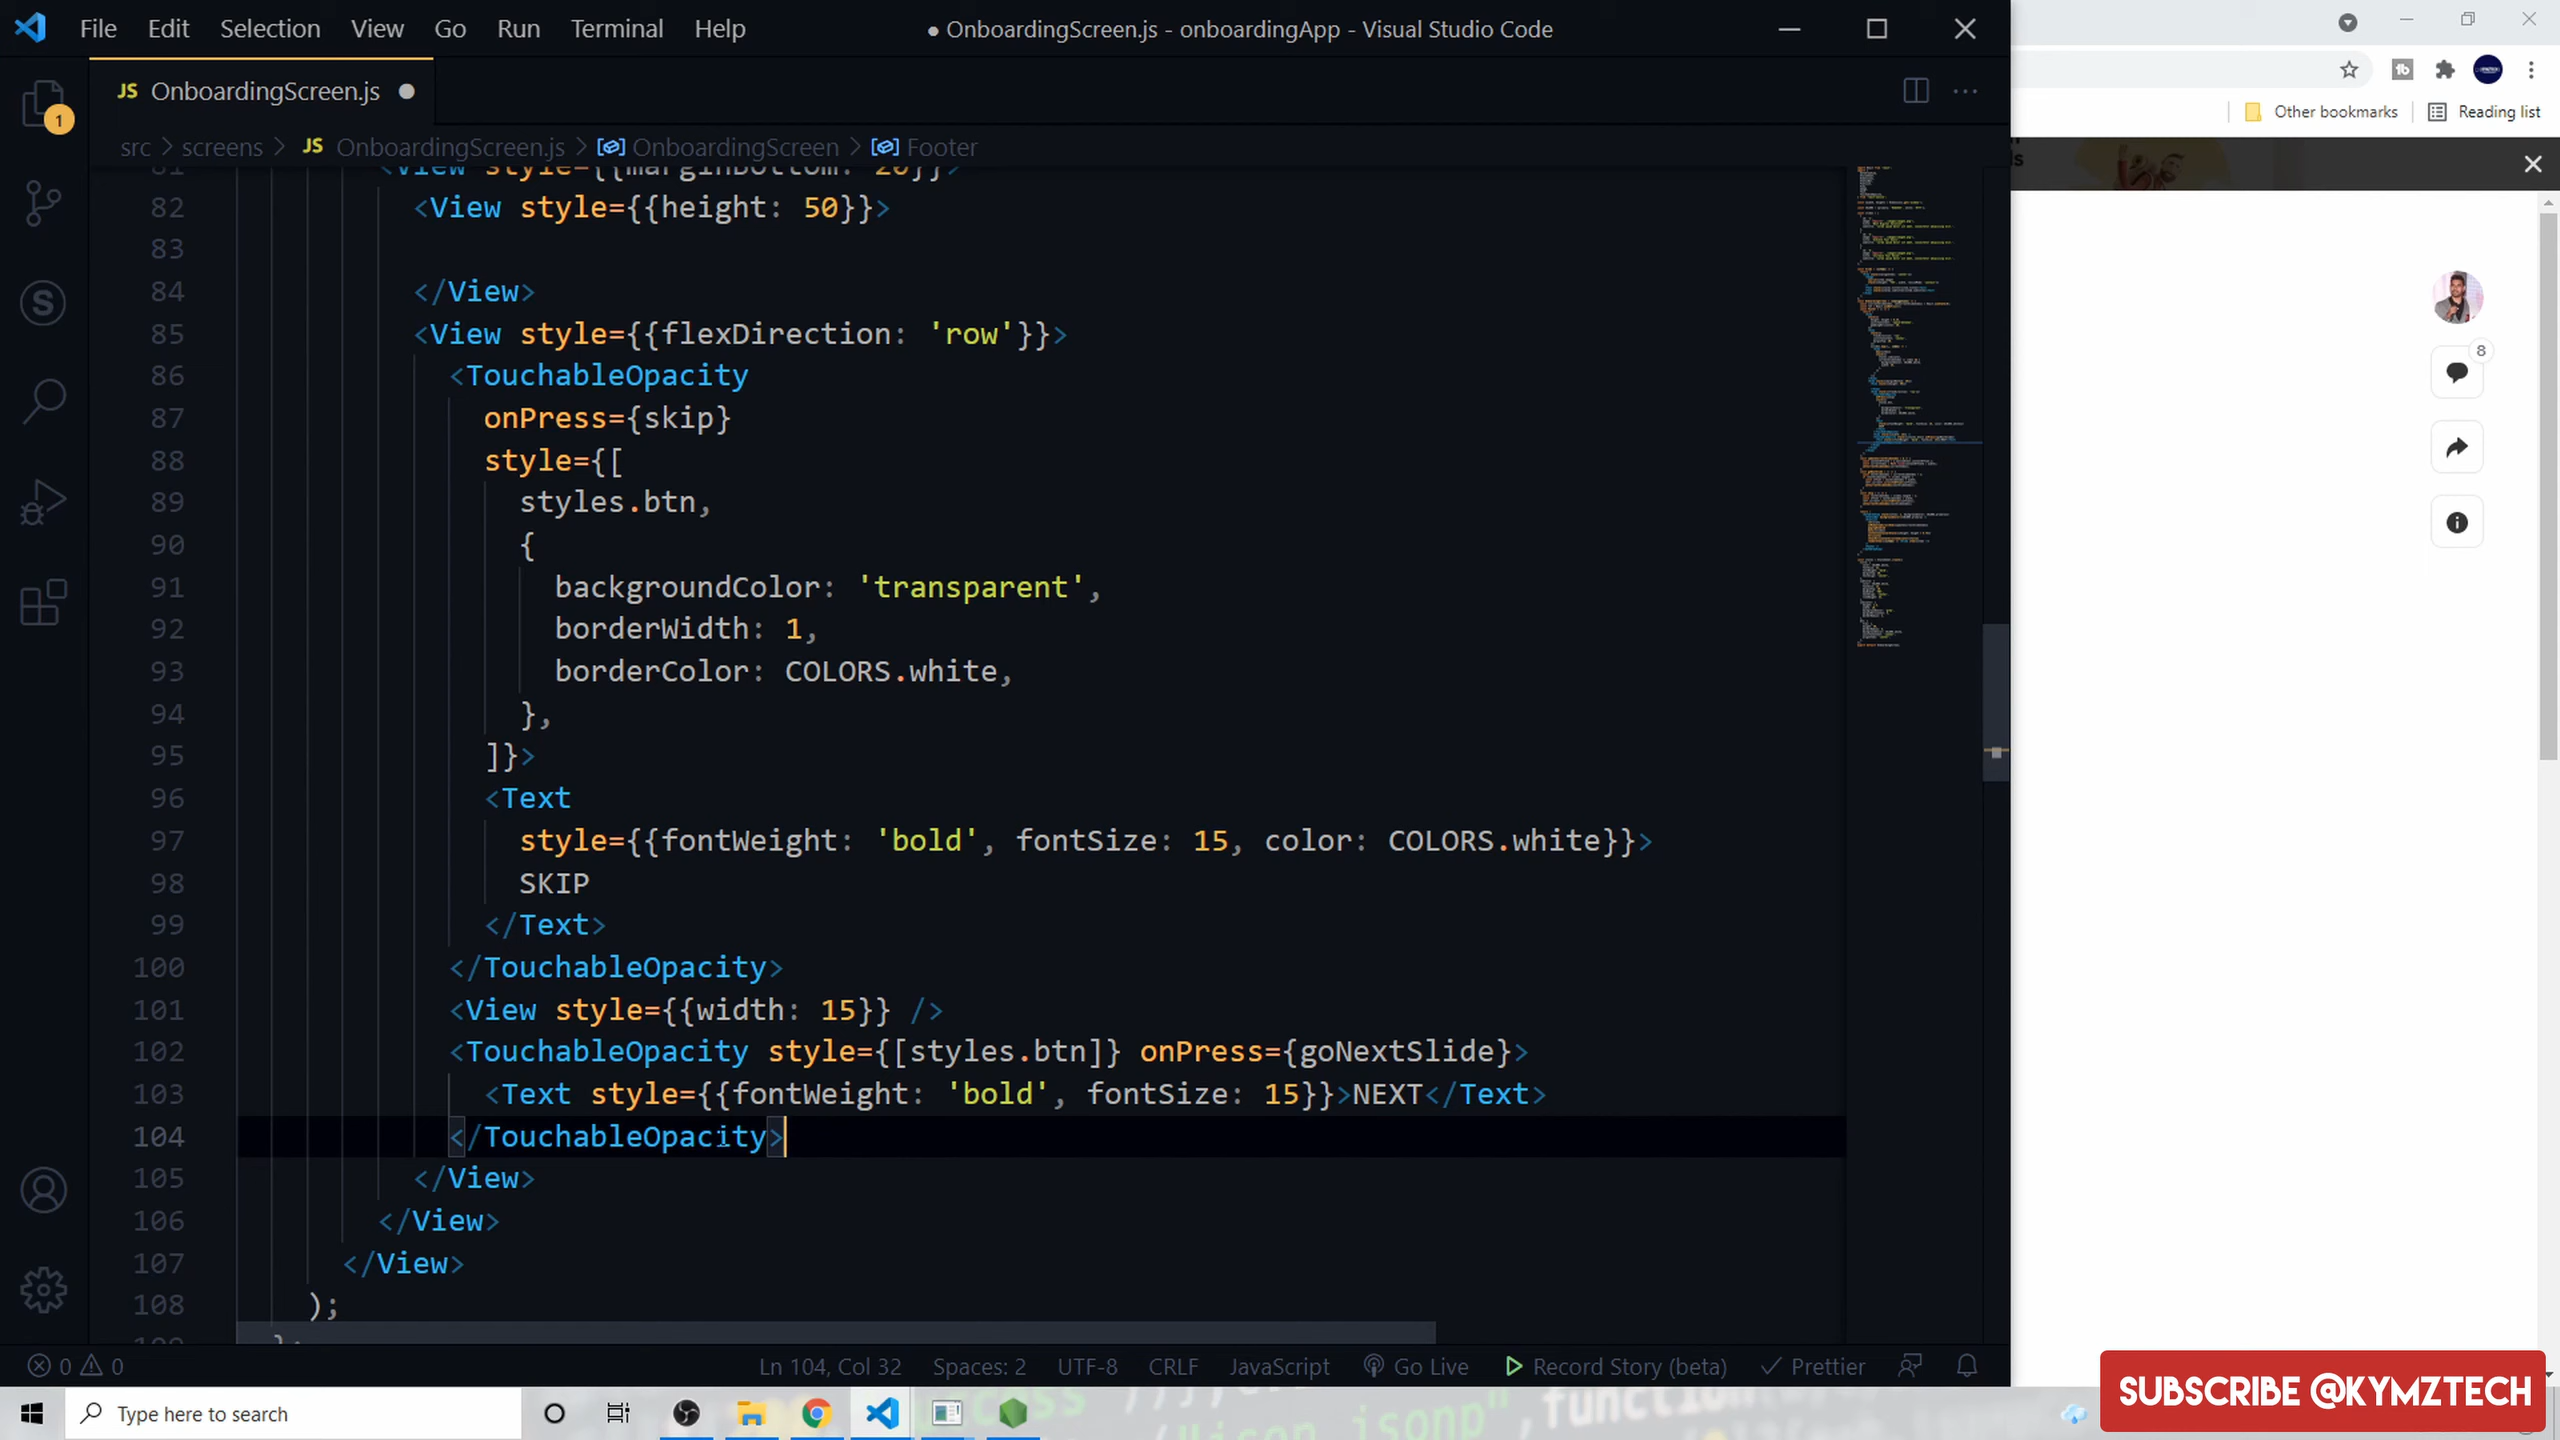 File Edit Selection View Go Run Terminal Help
● OnboardingScreen.js - onboardingApp - Visual Studio Code
JS OnboardingScreen.js ●
Other bookmarks
Reading list
1
src > screens > JS OnboardingScreen.js > OnboardingScreen > Footer
81 <View style={{marginBottom: 20}}>
82 <View style={{height: 50}}>
83
84 </View>
85 <View style={{flexDirection: 'row'}}>
86 <TouchableOpacity
87 onPress={skip}
88 style={[
89 styles.btn,
90 {
91 backgroundColor: 'transparent',
92 borderWidth: 1,
93 borderColor: COLORS.white,
94 },
95 ]}>
96 <Text
97 style={{fontWeight: 'bold', fontSize: 15, color: COLORS.white}}>
98 SKIP
99 </Text>
100 </TouchableOpacity>
101 <View style={{width: 15}} />
102 <TouchableOpacity style={[styles.btn]} onPress={goNextSlide}>
103 <Text style={{fontWeight: 'bold', fontSize: 15}}>NEXT</Text>
104 </TouchableOpacity>
105 </View>
106 </View>
107 </View>
108 );
8
0 0
Ln 104, Col 32 Spaces: 2 UTF-8 CRLF JavaScript Go Live Record Story (beta) Prettier
Type here to search
SUBSCRIBE @KYMZTECH